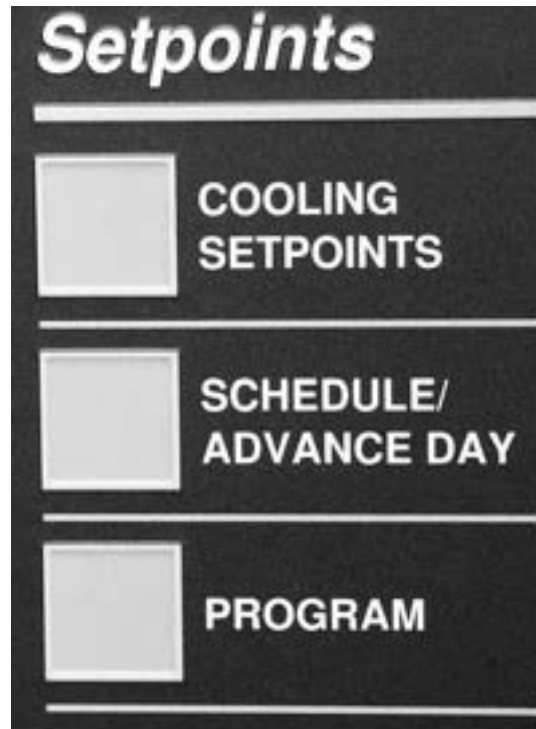 Setpoints
COOLING
SETPOINTS
SCHEDULE/
ADVANCE DAY
PROGRAM